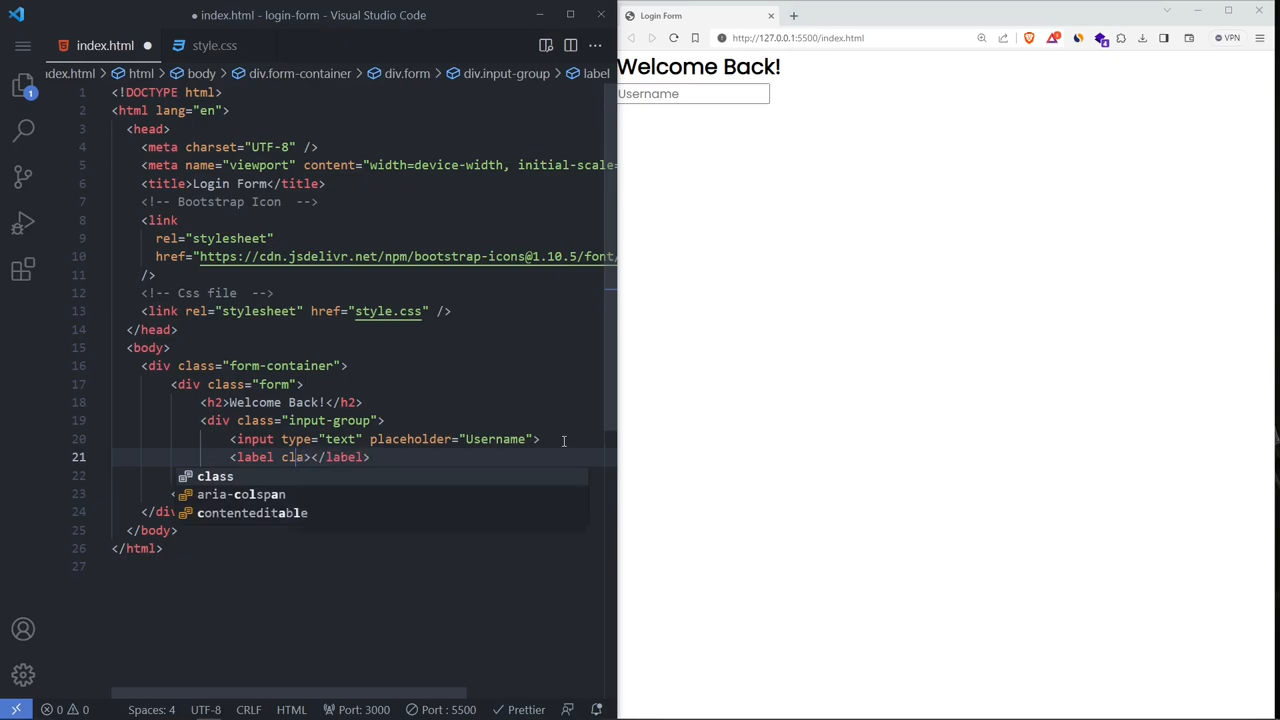 ● index.html - login-form - Visual Studio Code
index.html ●
style.css
ndex.html > html > body > div.form-container > div.form > div.input-group > label
1 <!DOCTYPE html>
2 <html lang="en">
3 <head>
4 <meta charset="UTF-8" />
5 <meta name="viewport" content="width=device-width, initial-scale=
6 <title>Login Form</title>
7 <!-- Bootstrap Icon -->
8 <link
9 rel="stylesheet"
10 href="https://cdn.jsdelivr.net/npm/bootstrap-icons@1.10.5/font/
11 />
12 <!-- Css file -->
13 <link rel="stylesheet" href="style.css" />
14 </head>
15 <body>
16 <div class="form-container">
17 <div class="form">
18 <h2>Welcome Back!</h2>
19 <div class="input-group">
20 <input type="text" placeholder="Username">
21 <label cla></label>
22 class
23 < aria-colspan
24 </div contenteditable
25 </body>
26 </html>
27
1
Spaces: 4
0 0
UTF-8
CRLF
HTML
Port: 3000
Port : 5500
Prettier
Login Form
http://127.0.0.1:5500/index.html
1
4
VPN
Welcome Back!
Username